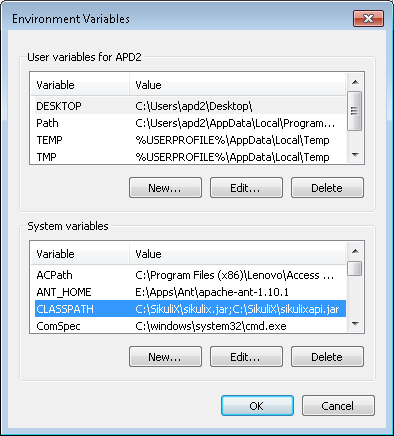 Environment Variables
User variables for APD2
Variable Value
DESKTOP C:\Users\apd2\Desktop\
Path C:\Users\apd2\AppData\Local\Program...
TEMP %USERPROFILE%\AppData\Local\Temp
TMP %USERPROFILE%\AppData\Local\Temp
New... Edit... Delete
System variables
Variable Value
ACPath C:\Program Files (x86)\Lenovo\Access ...
ANT_HOME E:\Apps\Ant\apache-ant-1.10.1
CLASSPATH C:\SikuliX\sikulix.jar;C:\SikuliX\sikulixapi.jar
ComSpec C:\windows\system32\cmd.exe
New... Edit... Delete
OK Cancel